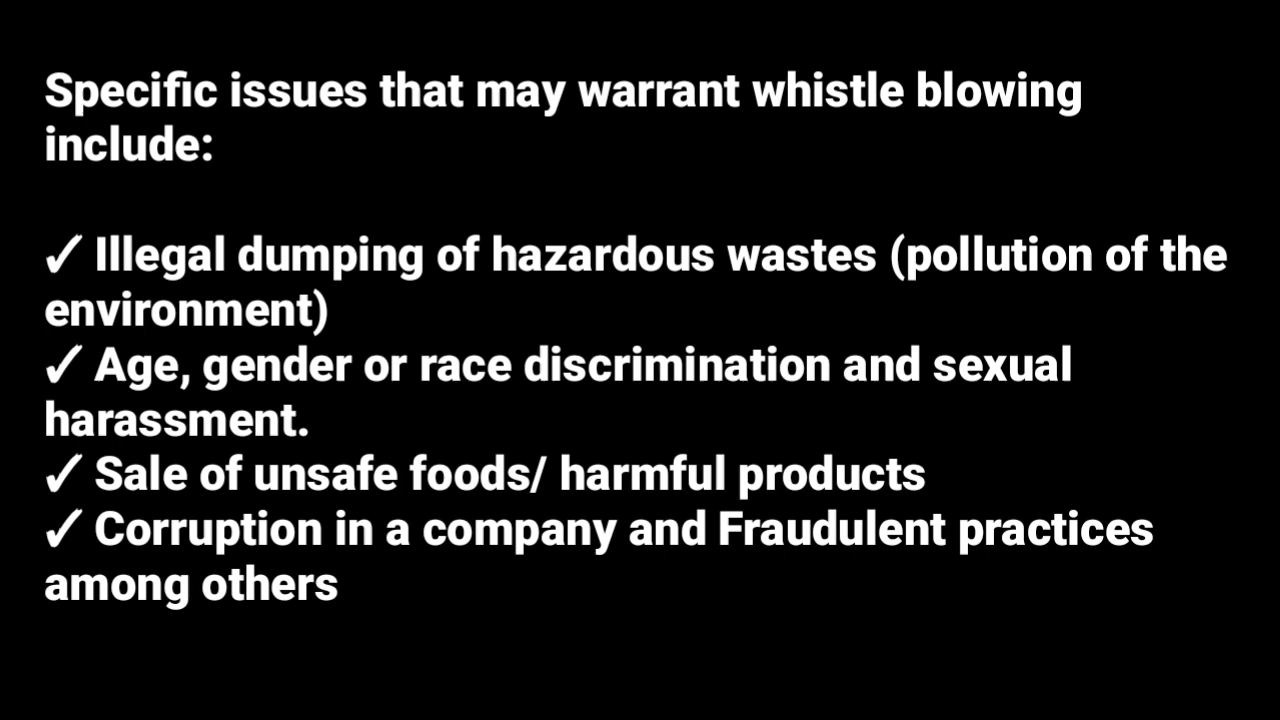 Specific issues that may warrant whistle blowing
include:
✓ Illegal dumping of hazardous wastes (pollution of the
environment)
✓ Age, gender or race discrimination and sexual
harassment.
✓ Sale of unsafe foods/ harmful products
✓ Corruption in a company and Fraudulent practices
among others